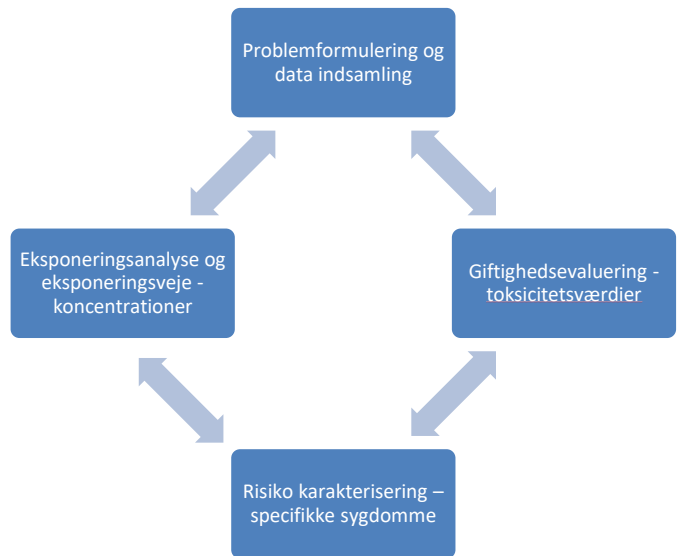 Problemformulering og
data indsamling
Eksponeringsanalyse og
eksponeringsveje -
koncentrationer
Giftighedsevaluering -
toksicitetsværdier
Risiko karakterisering –
specifikke sygdomme